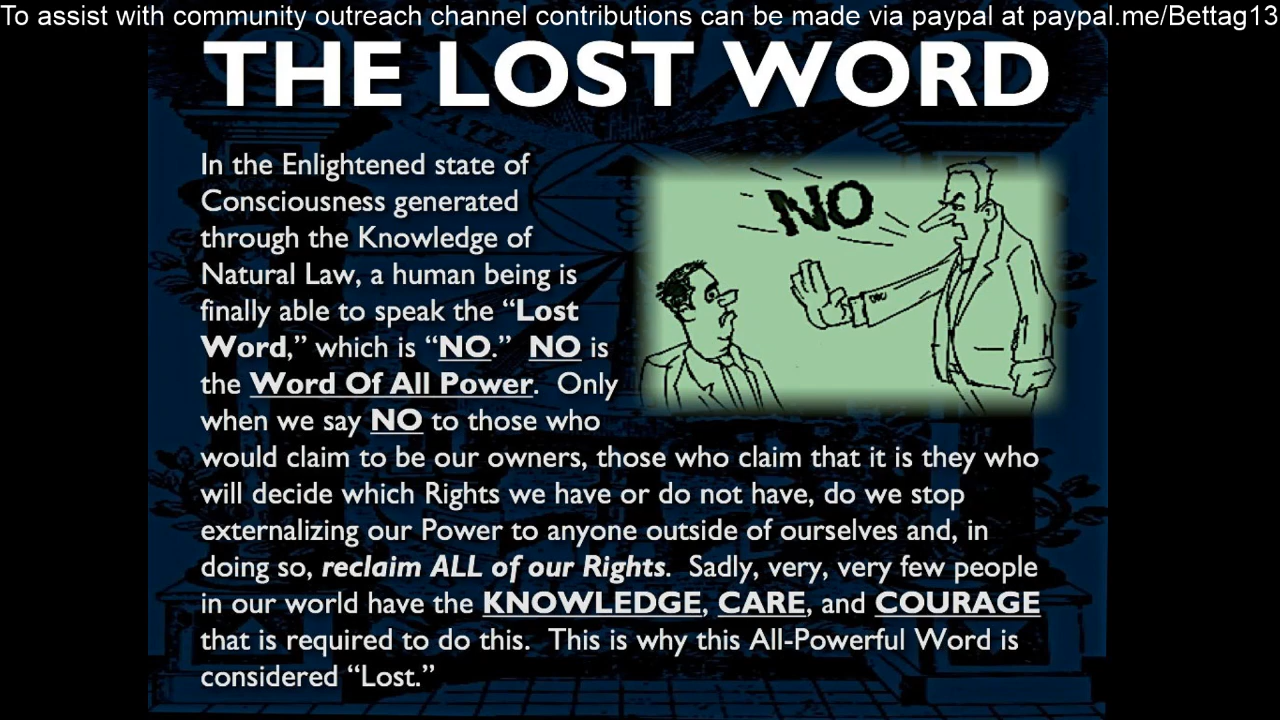 To assist with community outreach channel contributions can be made via paypal at paypal.me/Bettag13
THE LOST WORD
In the Enlightened state of
Consciousness generated
through the Knowledge of
Natural Law, a human being is
finally able to speak the “Lost
Word,” which is “NO.” NO is
the Word Of All Power. Only
when we say NO to those who
would claim to be our owners, those who claim that it is they who
will decide which Rights we have or do not have, do we stop
externalizing our Power to anyone outside of ourselves and, in
doing so, reclaim ALL of our Rights. Sadly, very, very few people
in our world have the KNOWLEDGE, CARE, and COURAGE
that is required to do this. This is why this All-Powerful Word is
considered “Lost.”
NO